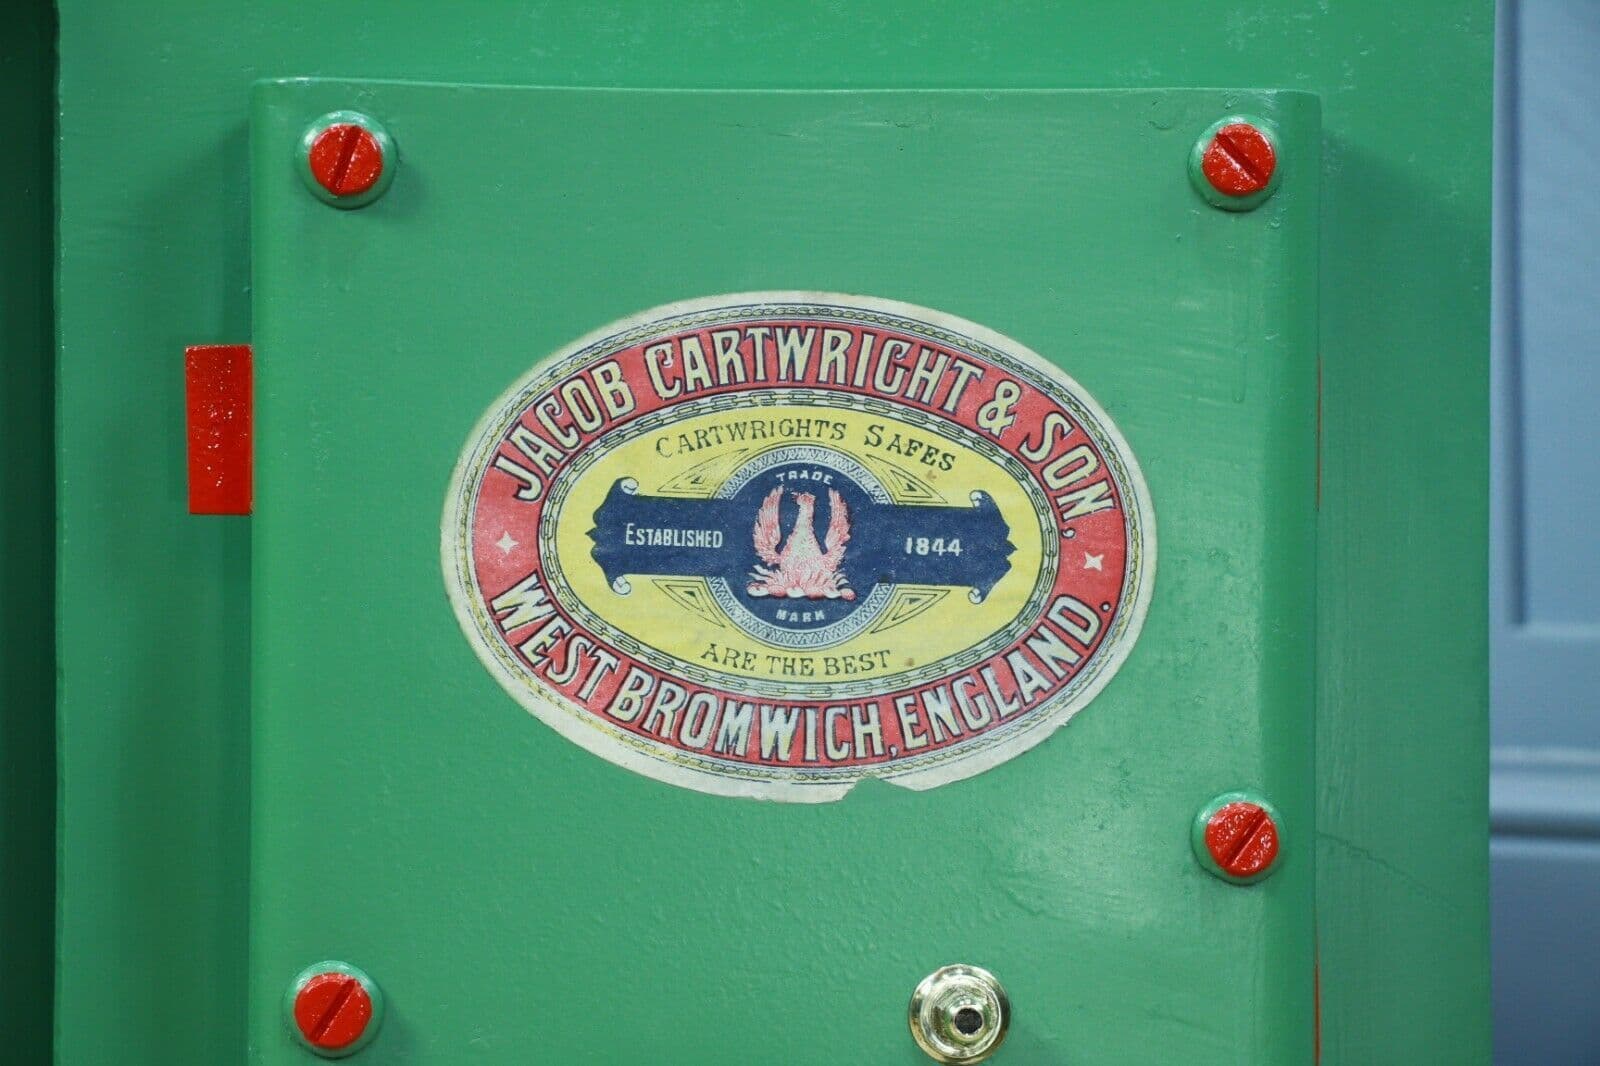 JACOB CARTWRIGHT & SON,
CARTWRIGHTS SAFES
TRADE
ESTABLISHED 1844
MARK
ARE THE BEST
WEST BROMWICH, ENGLAND.